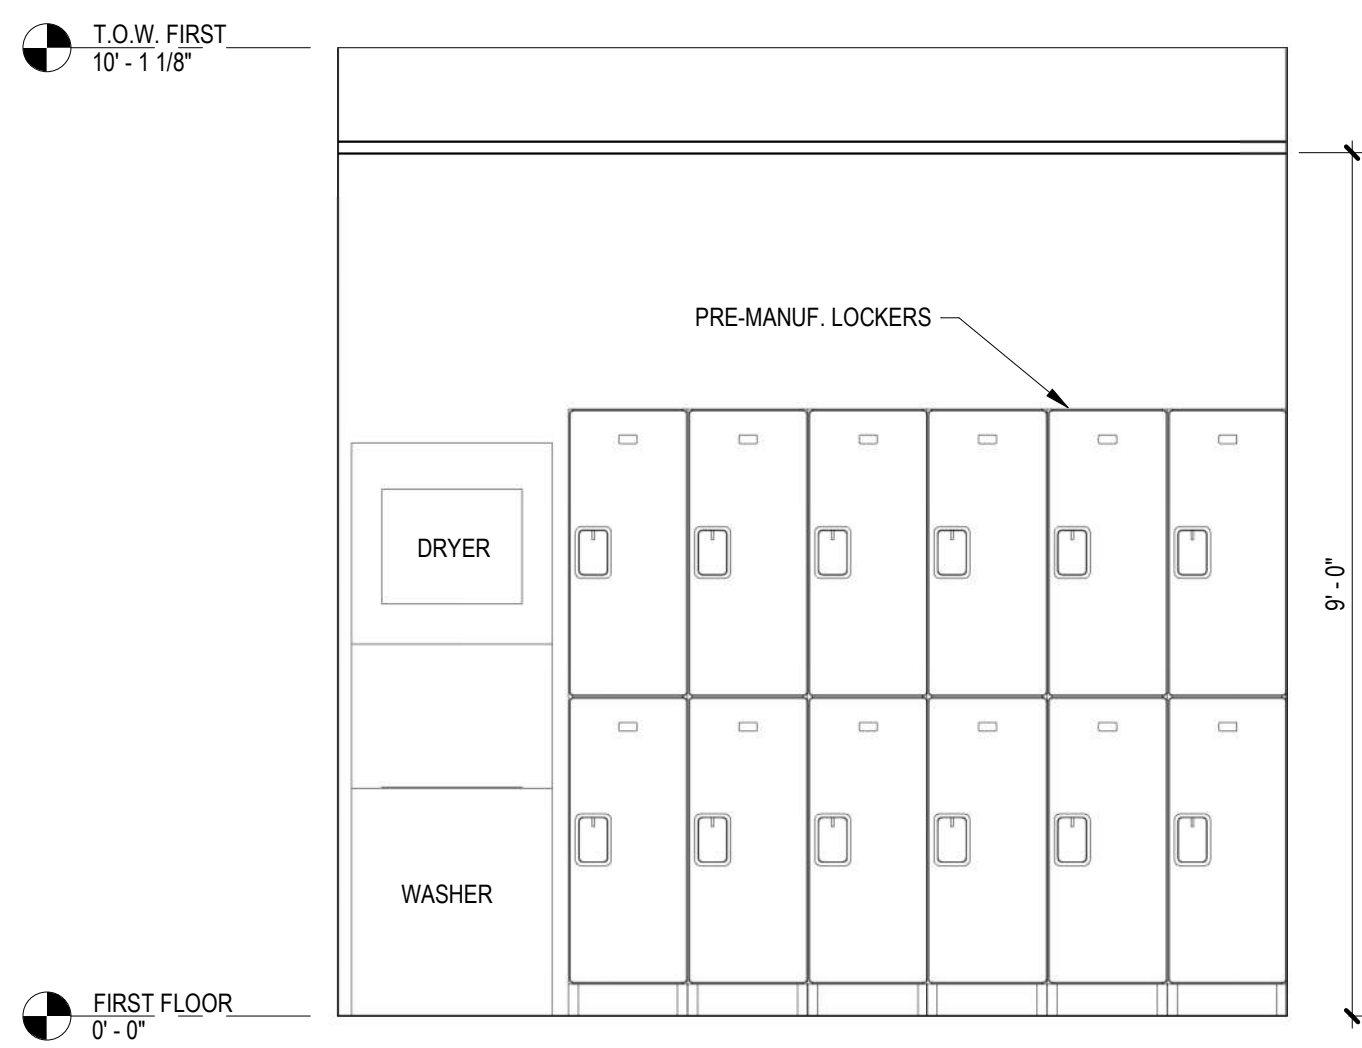 T.O.W. FIRST
10' - 1 1/8"
PRE-MANUF. LOCKERS
DRYER
9' - 0"
WASHER
FIRST FLOOR
0' - 0"